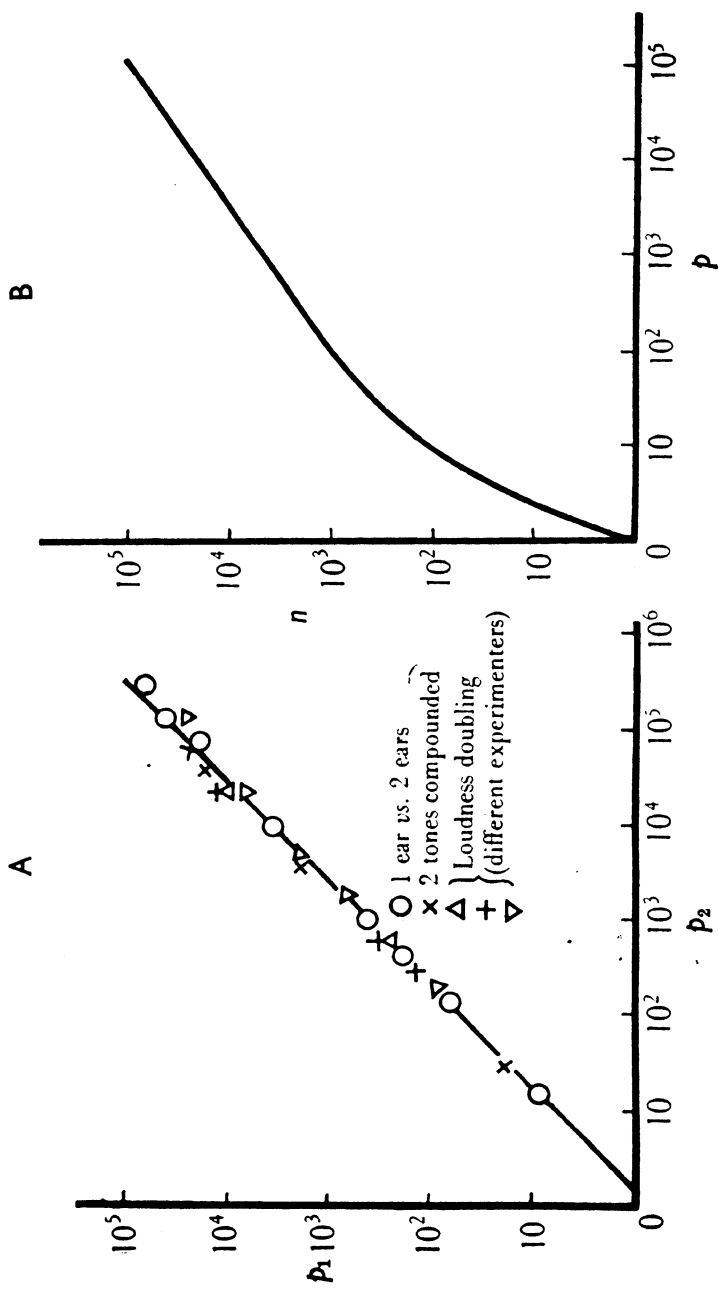 A
p₁
10⁵
10⁴
10³
10²
10
0
10
10²
10³
10⁴
10⁵
10⁶
p₂
○ 1 ear vs. 2 ears
× 2 tones compounded
△ } Loudness doubling
+ } (different experimenters)
▽
B
n
10⁵
10⁴
10³
10²
10
0
10
10²
10³
10⁴
10⁵
p